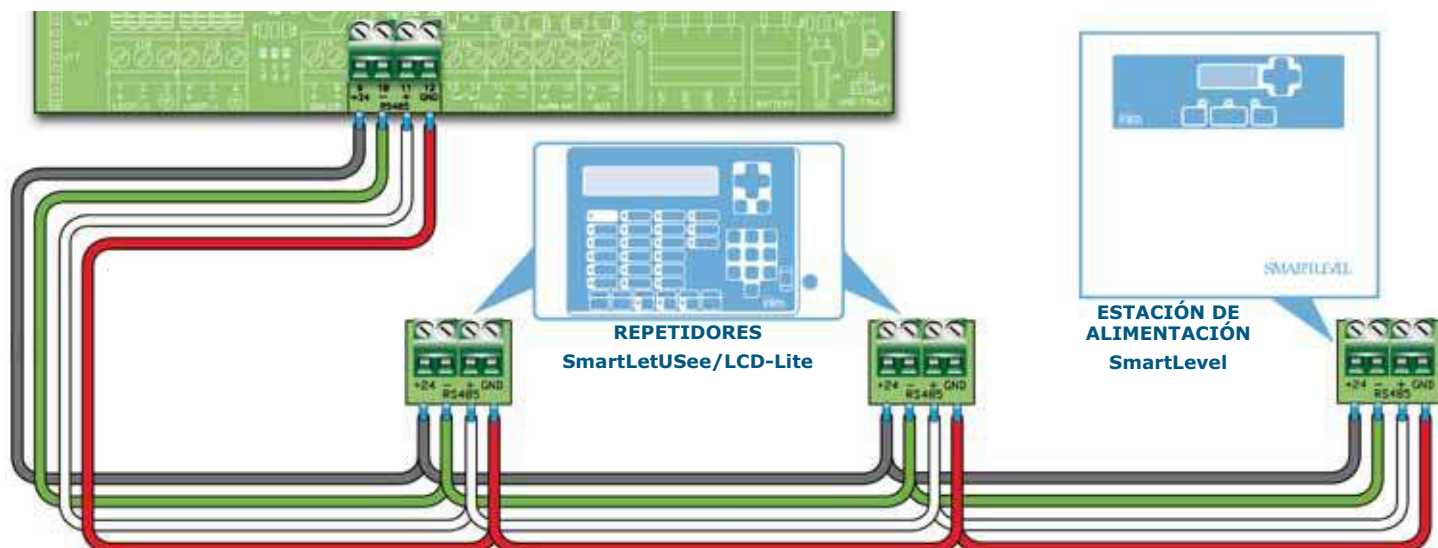 9 10 11 12
+24 - + GND
RS485
BATTERY
SMARTLEVEL
REPETIDORES
SmartLetUSee/LCD-Lite
ESTACIÓN DE
ALIMENTACIÓN
SmartLevel
+24 - + GND
RS485
+24 - + GND
RS485
+24 - + GND
RS485